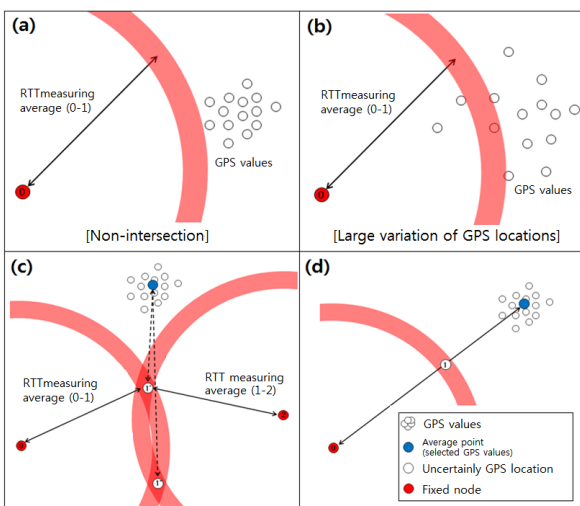 (a)
RTTmeasuring
average (0-1)
GPS values
0
[Non-intersection]
(b)
RTTmeasuring
average (0-1)
GPS values
0
[Large variation of GPS locations]
(c)
RTTmeasuring
average (0-1)
RTT measuring
average (1-2)
1'
2
0
1"
(d)
1
0
GPS values
Average point
(selected GPS values)
Uncertainly GPS location
Fixed node